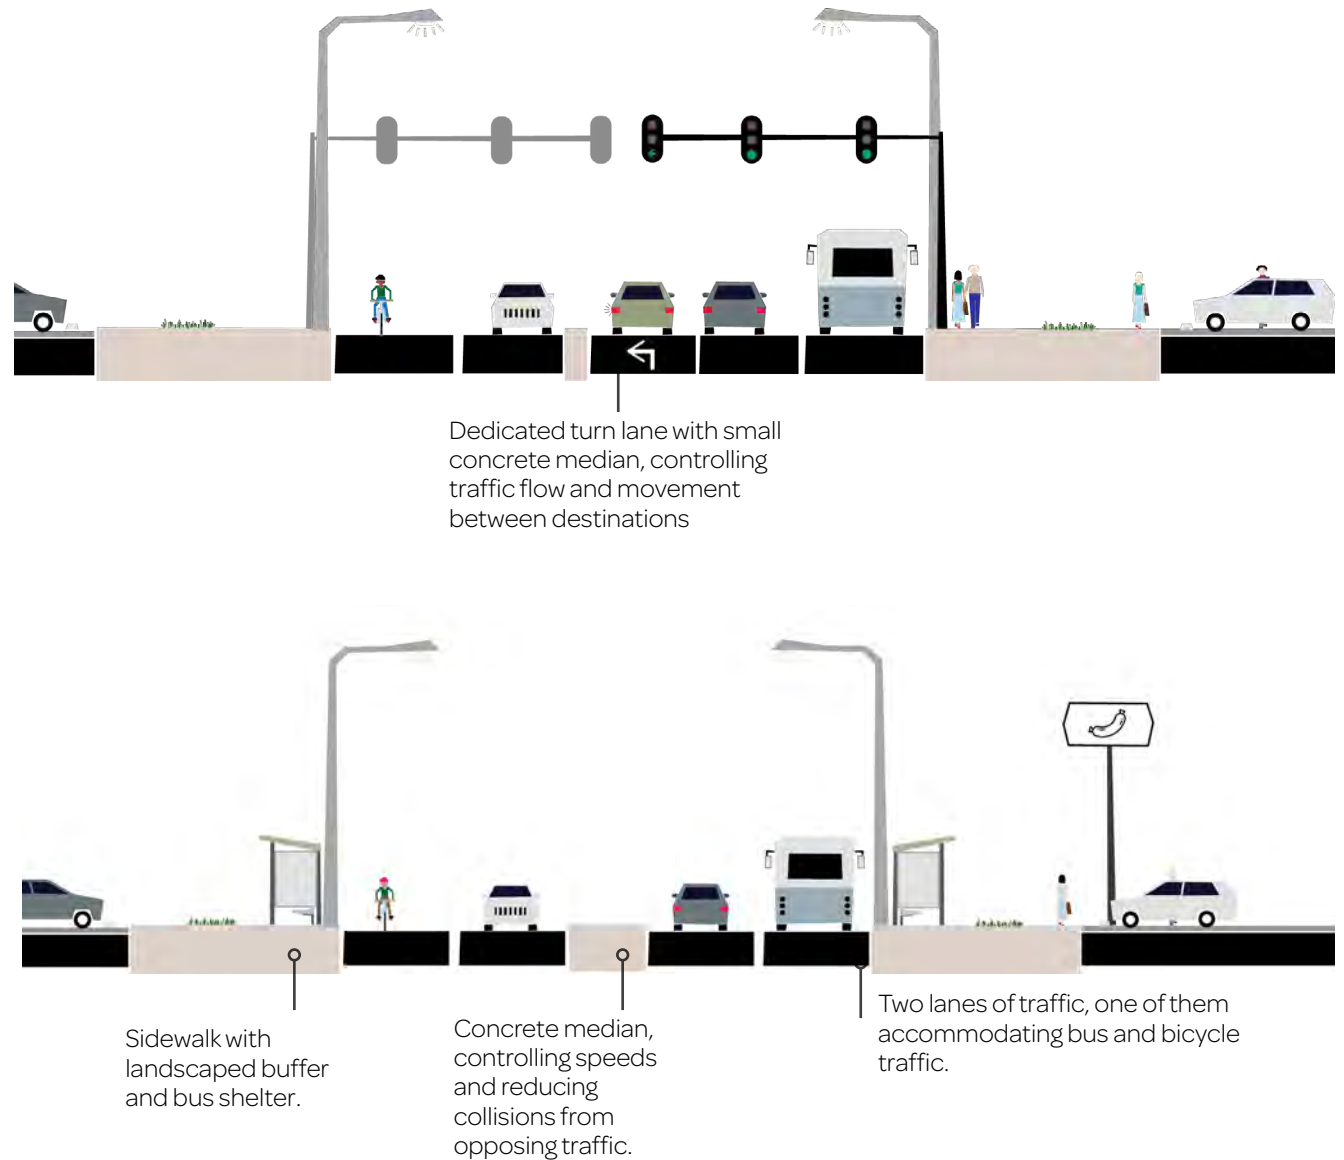 Dedicated turn lane with small
concrete median, controlling
traffic flow and movement
between destinations
Sidewalk with
landscaped buffer
and bus shelter.
Concrete median,
controlling speeds
and reducing
collisions from
opposing traffic.
Two lanes of traffic, one of them
accommodating bus and bicycle
traffic.